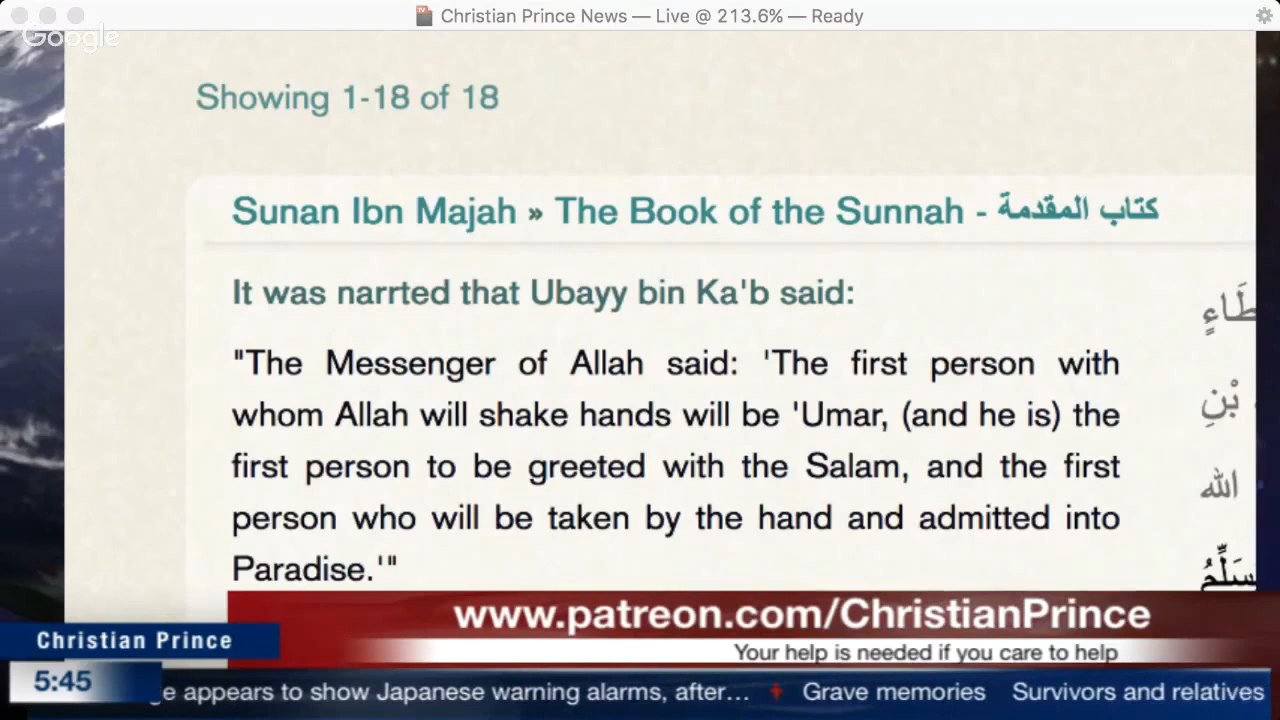 Christian Prince News — Live @ 213.6% — Ready
Google
Showing 1-18 of 18
Sunan Ibn Majah » The Book of the Sunnah - كتاب المقدمة
It was narrted that Ubayy bin Ka'b said:
"The Messenger of Allah said: 'The first person with
whom Allah will shake hands will be 'Umar, (and he is) the
first person to be greeted with the Salam, and the first
person who will be taken by the hand and admitted into
Paradise.'"
بْنِ
الله
www.patreon.com/ChristianPrince
Your help is needed if you care to help
Christian Prince
5:45
appears to show Japanese warning alarms, after... Grave memories Survivors and relatives